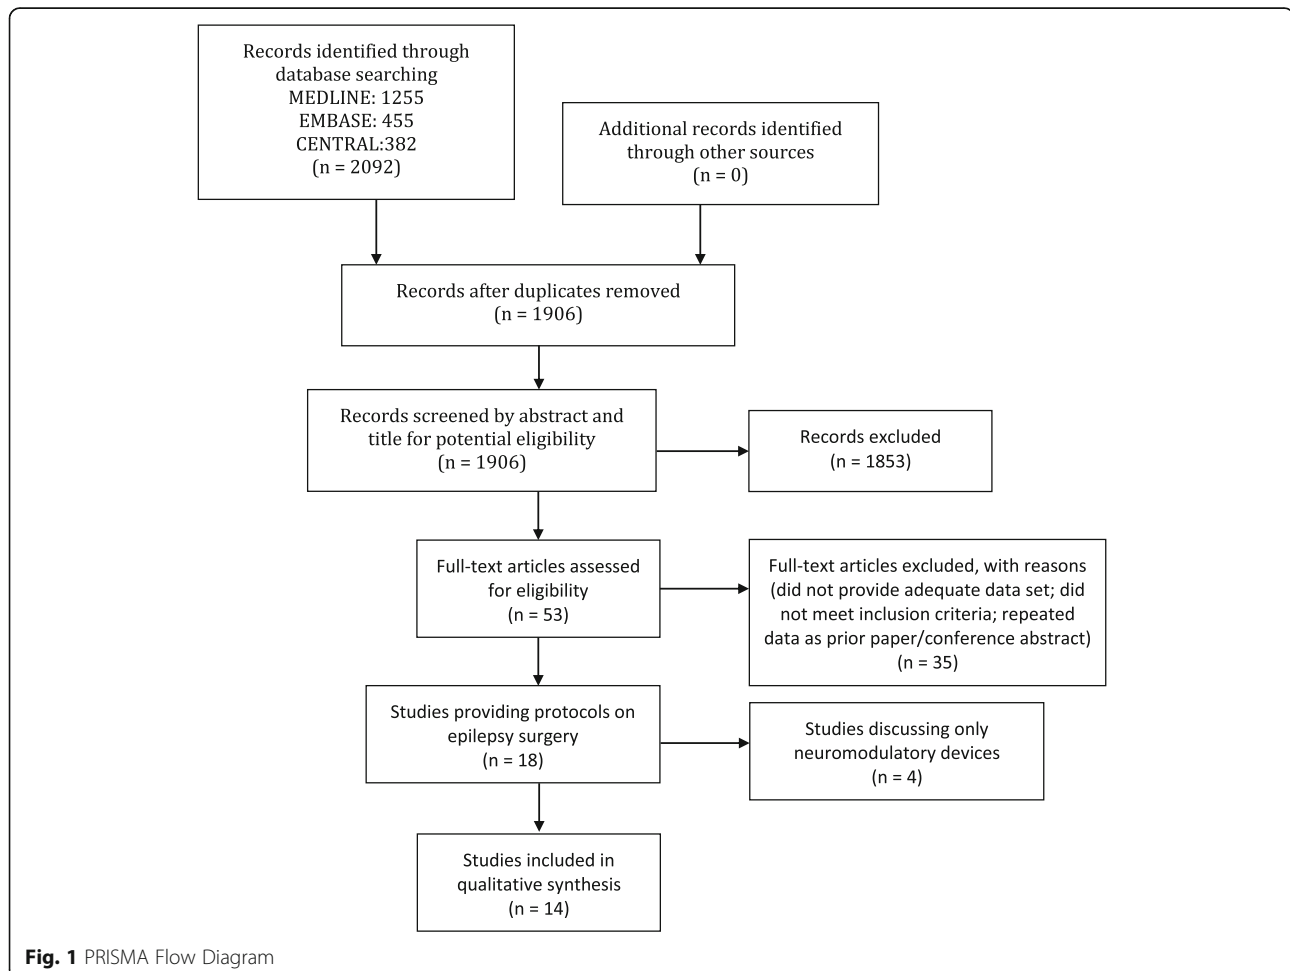 Records identified through
database searching
MEDLINE: 1255
EMBASE: 455
CENTRAL:382
(n = 2092)
Additional records identified
through other sources
(n = 0)
Records after duplicates removed
(n = 1906)
Records screened by abstract and
title for potential eligibility
(n = 1906)
Records excluded
(n = 1853)
Full-text articles assessed
for eligibility
(n = 53)
Full-text articles excluded, with reasons
(did not provide adequate data set; did
not meet inclusion criteria; repeated
data as prior paper/conference abstract)
(n = 35)
Studies providing protocols on
epilepsy surgery
(n = 18)
Studies discussing only
neuromodulatory devices
(n = 4)
Studies included in
qualitative synthesis
(n = 14)
Fig. 1 PRISMA Flow Diagram